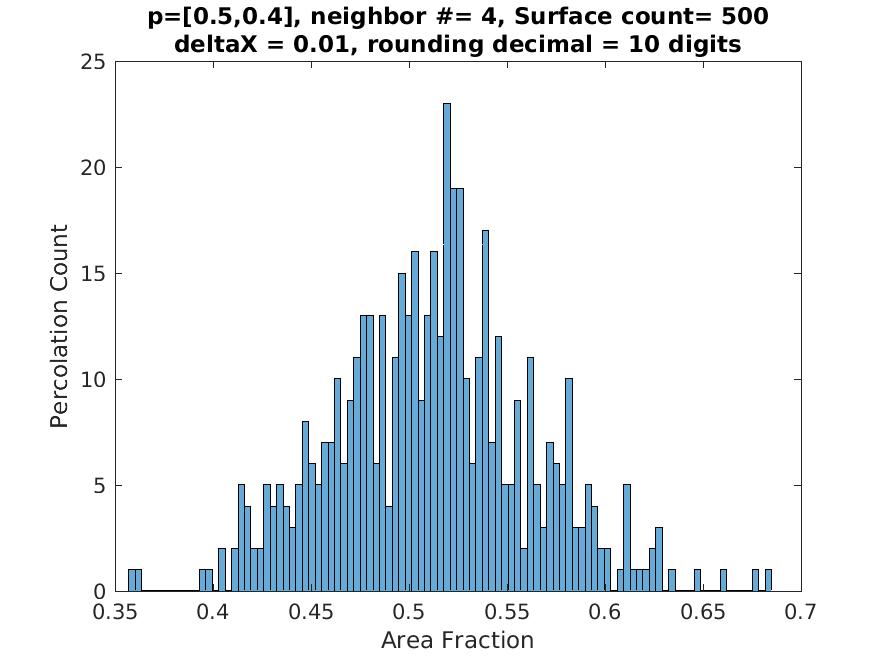 p=[0.5,0.4], neighbor #= 4, Surface count= 500
deltaX = 0.01, rounding decimal = 10 digits
25
20
15
10
5
0
Percolation Count
0.35 0.4 0.45 0.5 0.55 0.6 0.65 0.7
Area Fraction